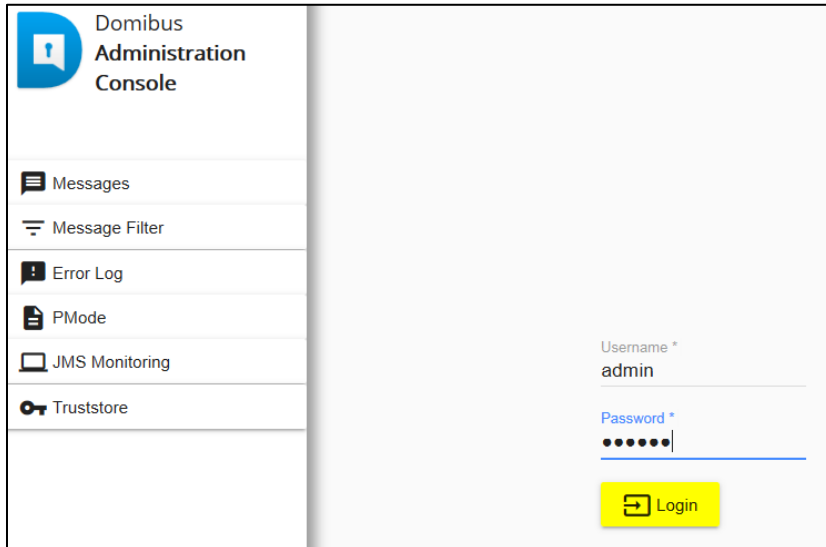 Domibus
Administration
Console
Messages
Message Filter
Error Log
PMode
JMS Monitoring
Truststore
Username *
admin
Password *
••••••
Login